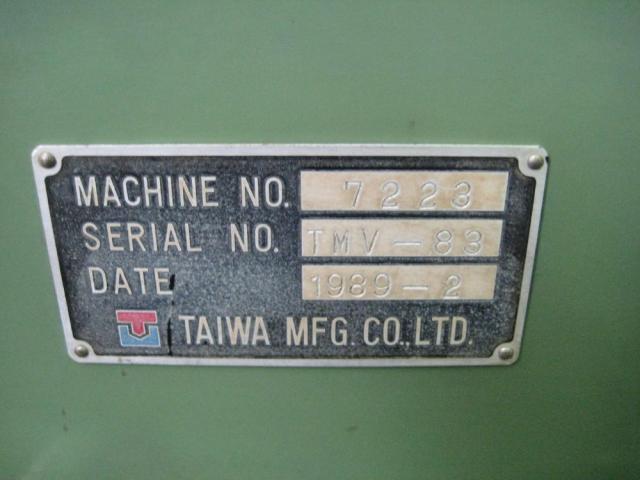 MACHINE NO. 7223
SERIAL NO. TMV-83
DATE 1989-2
TAIWA MFG. CO., LTD.